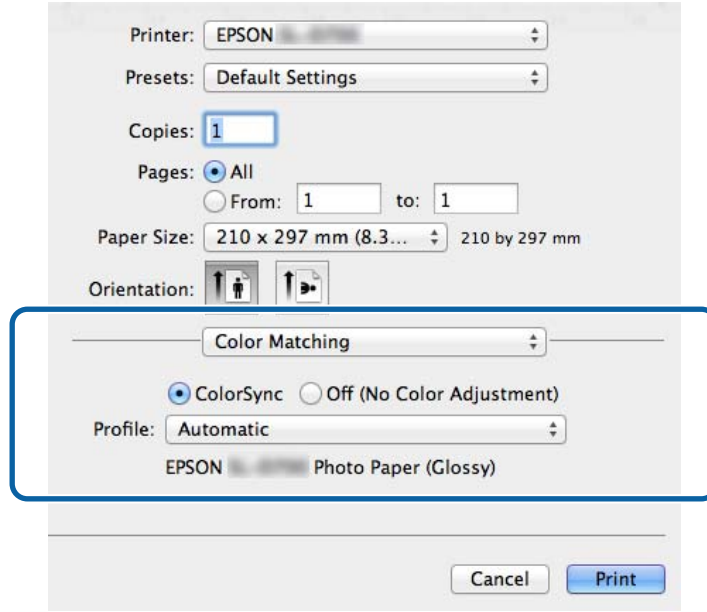 Printer: EPSON
Presets: Default Settings
Copies: 1
Pages: All
From: 1 to: 1
Paper Size: 210 x 297 mm (8.3... 210 by 297 mm
Orientation:
Color Matching
ColorSync Off (No Color Adjustment)
Profile: Automatic
EPSON Photo Paper (Glossy)
Cancel Print